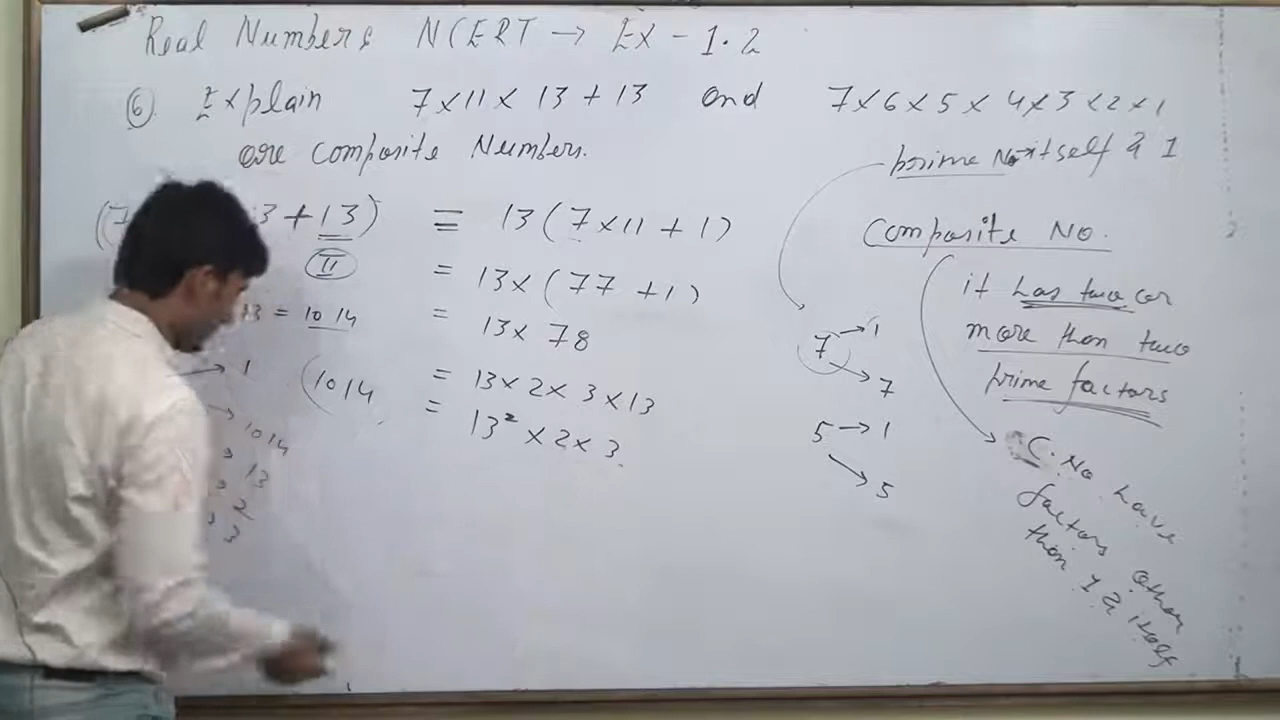 Real Numbers NCERT → Ex - 1.2
⑥. Explain 7×11×13+13 and 7×6×5×4×3×2×1
are composite Numbers.
prime No → itself & 1
(7 3+13) = 13(7×11+1)
II
= 13×(77+1)
13 = 1014
= 13×78
(1014 = 13×2×3×13
= 13²×2×3.
→ 1
→ 1014
→ 13
→ 2
→ 3
7 → 1
→ 7
5 → 1
→ 5
Composite No.
it has two or
more than two
prime factors
C. No have
factors other
than 1 & itself